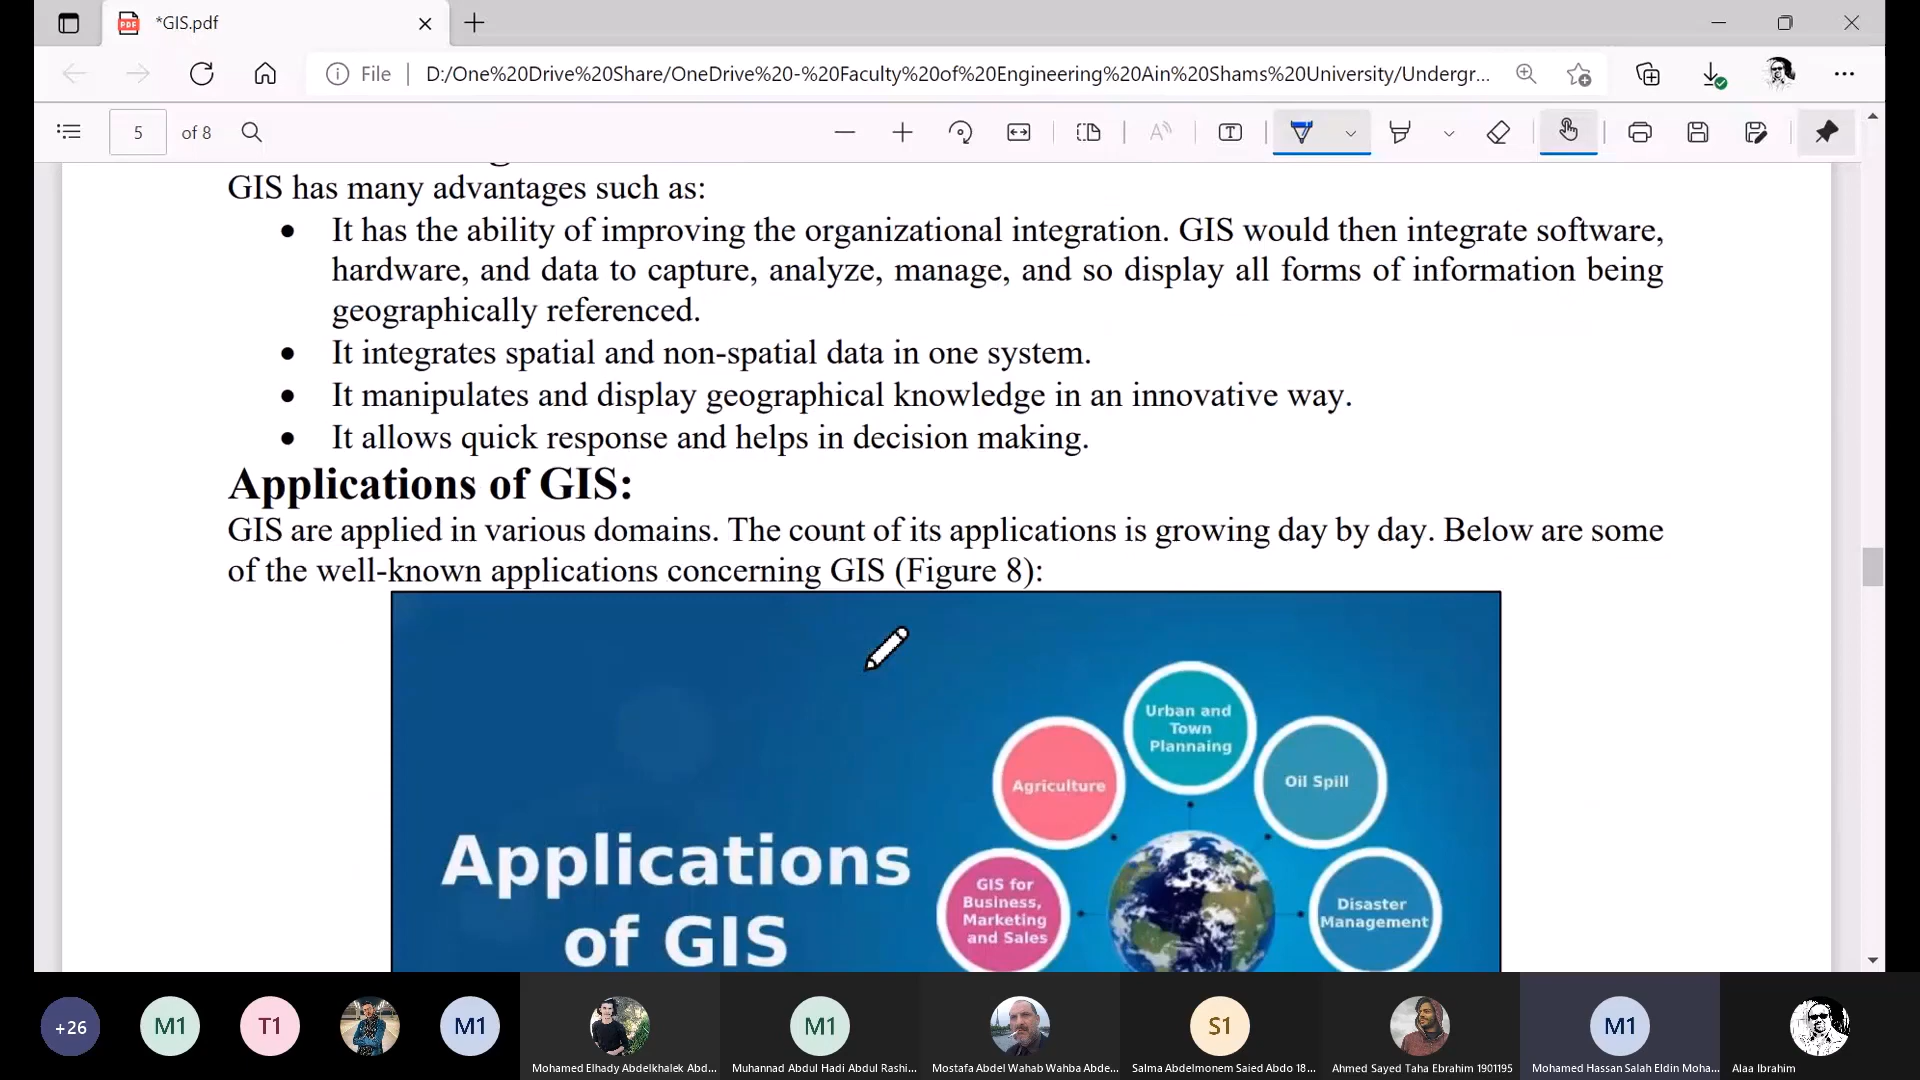 *GIS.pdf
File
D:/One%20Drive%20Share/OneDrive%20-%20Faculty%20of%20Engineering%20Ain%20Shams%20University/Undergr...
5 of 8
GIS has many advantages such as:
• It has the ability of improving the organizational integration. GIS would then integrate software,
hardware, and data to capture, analyze, manage, and so display all forms of information being
geographically referenced.
• It integrates spatial and non-spatial data in one system.
• It manipulates and display geographical knowledge in an innovative way.
• It allows quick response and helps in decision making.
Applications of GIS:
GIS are applied in various domains. The count of its applications is growing day by day. Below are some
of the well-known applications concerning GIS (Figure 8):
Urban and
Town
Plannaing
Agriculture
Oil Spill
Applications
of GIS
GIS for
Business,
Marketing
and Sales
Disaster
Management
+26
M1
T1
M1
M1
S1
M1
Mohamed Elhady Abdelkhalek Abd...
Muhannad Abdul Hadi Abdul Rashi...
Mostafa Abdel Wahab Wahba Abde...
Salma Abdelmonem Saied Abdo 18...
Ahmed Sayed Taha Ebrahim 1901195
Mohamed Hassan Salah Eldin Moha...
Alaa Ibrahim